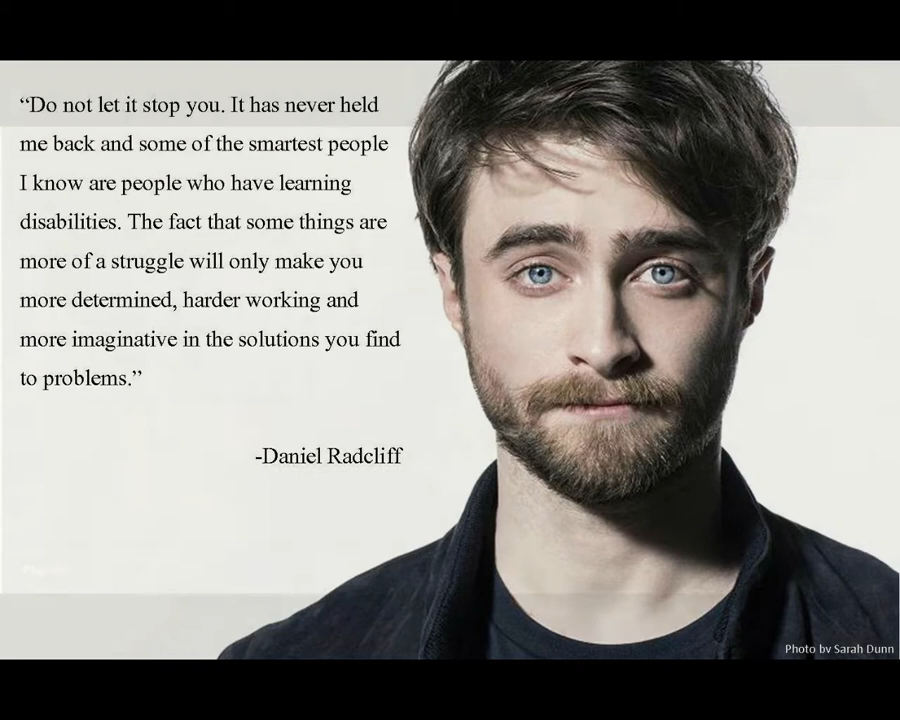 “Do not let it stop you. It has never held
me back and some of the smartest people
I know are people who have learning
disabilities. The fact that some things are
more of a struggle will only make you
more determined, harder working and
more imaginative in the solutions you find
to problems.”
-Daniel Radcliff
Photo by Sarah Dunn